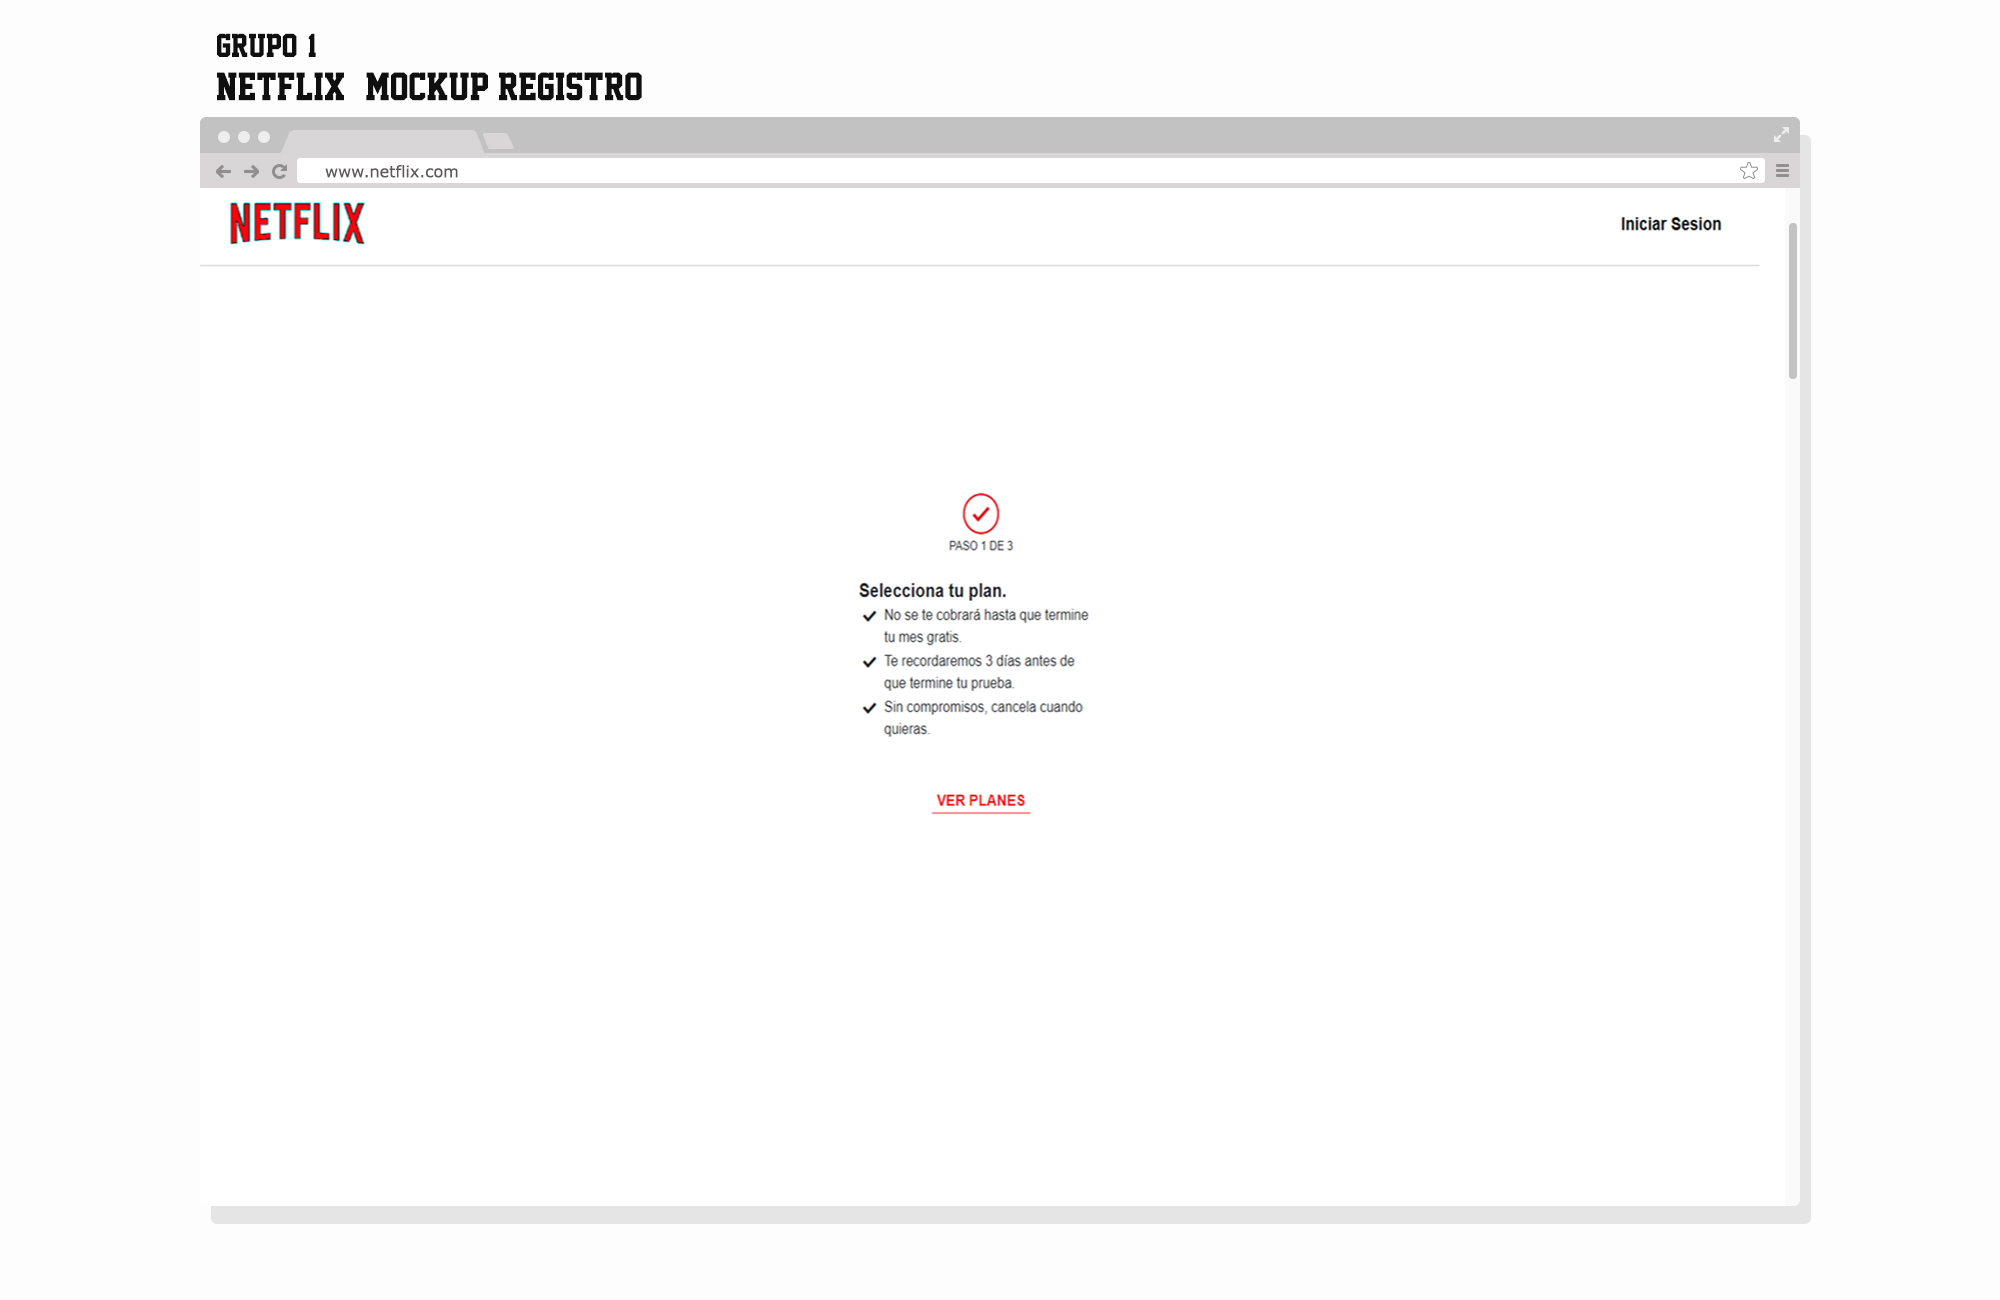 GRUPO 1
NETFLIX MOCKUP REGISTRO
www.netflix.com
NETFLIX
Iniciar Sesion
PASO 1 DE 3
Selecciona tu plan.
No se te cobrará hasta que termine
tu mes gratis.
Te recordaremos 3 días antes de
que termine tu prueba.
Sin compromisos, cancela cuando
quieras.
VER PLANES